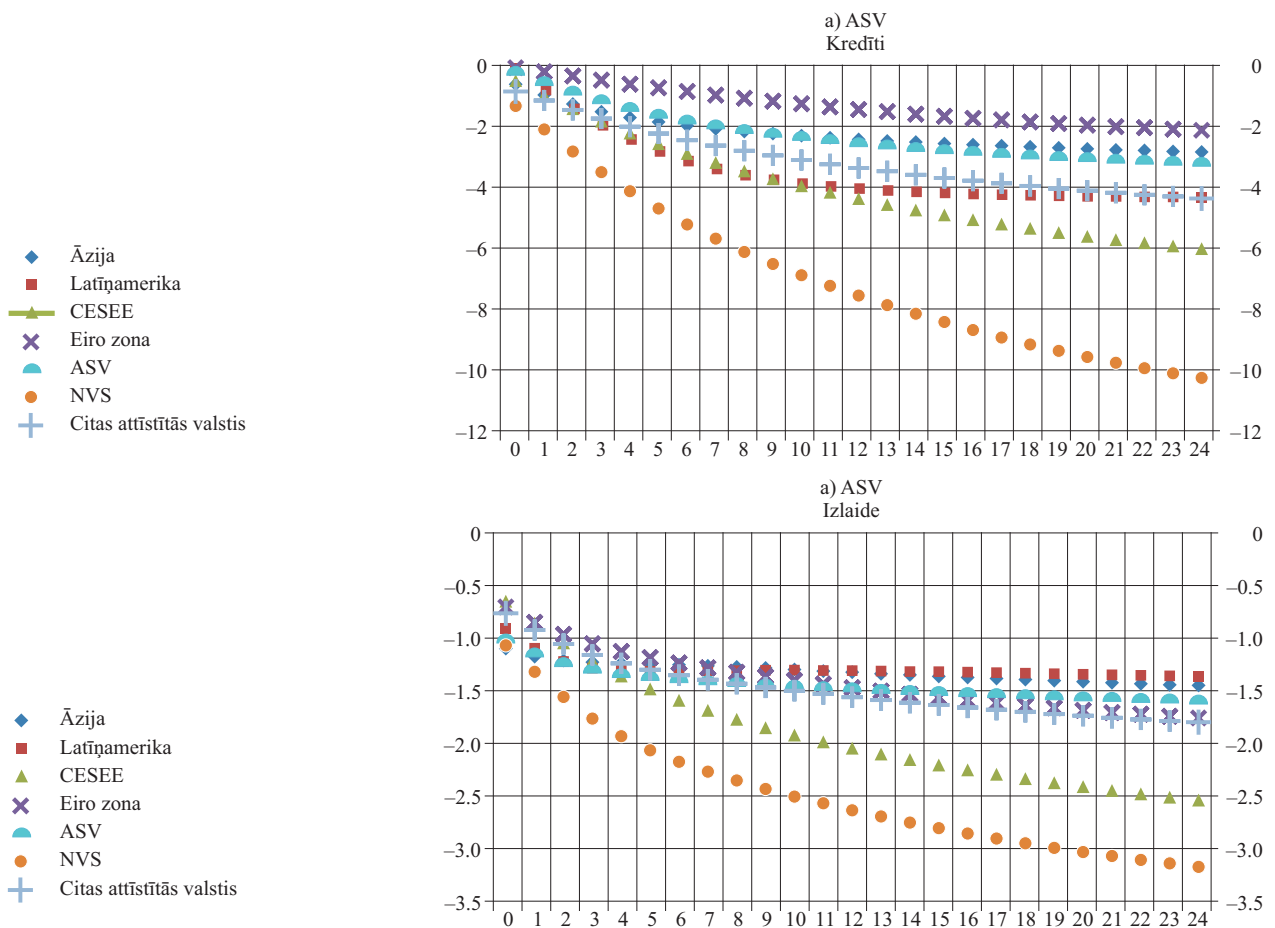 a) ASV
Kredīti
0 0
–2 –2
–4 –4
–6 –6
–8 –8
–10 –10
–12 –12
0 1 2 3 4 5 6 7 8 9 10 11 12 13 14 15 16 17 18 19 20 21 22 23 24
Āzija
Latīņamerika
CESEE
Eiro zona
ASV
NVS
Citas attīstītās valstis
a) ASV
Izlaide
0 0
–0.5 –0.5
–1.0 –1.0
–1.5 –1.5
–2.0 –2.0
–2.5 –2.5
–3.0 –3.0
–3.5 –3.5
0 1 2 3 4 5 6 7 8 9 10 11 12 13 14 15 16 17 18 19 20 21 22 23 24
Āzija
Latīņamerika
CESEE
Eiro zona
ASV
NVS
Citas attīstītās valstis